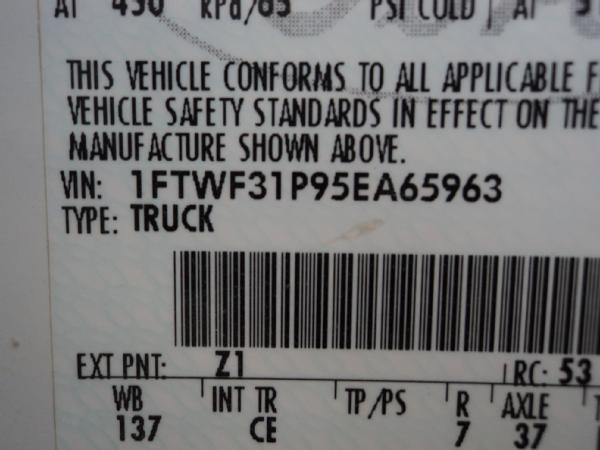 AT 450 kPa/65 PSI COLD AT
THIS VEHICLE CONFORMS TO ALL APPLICABLE F
VEHICLE SAFETY STANDARDS IN EFFECT ON THE
MANUFACTURE SHOWN ABOVE.
VIN: 1FTWF31P95EA65963
TYPE: TRUCK
EXT PNT: Z1 RC: 53
WB INT TR TP/PS R AXLE
137 CE 7 37